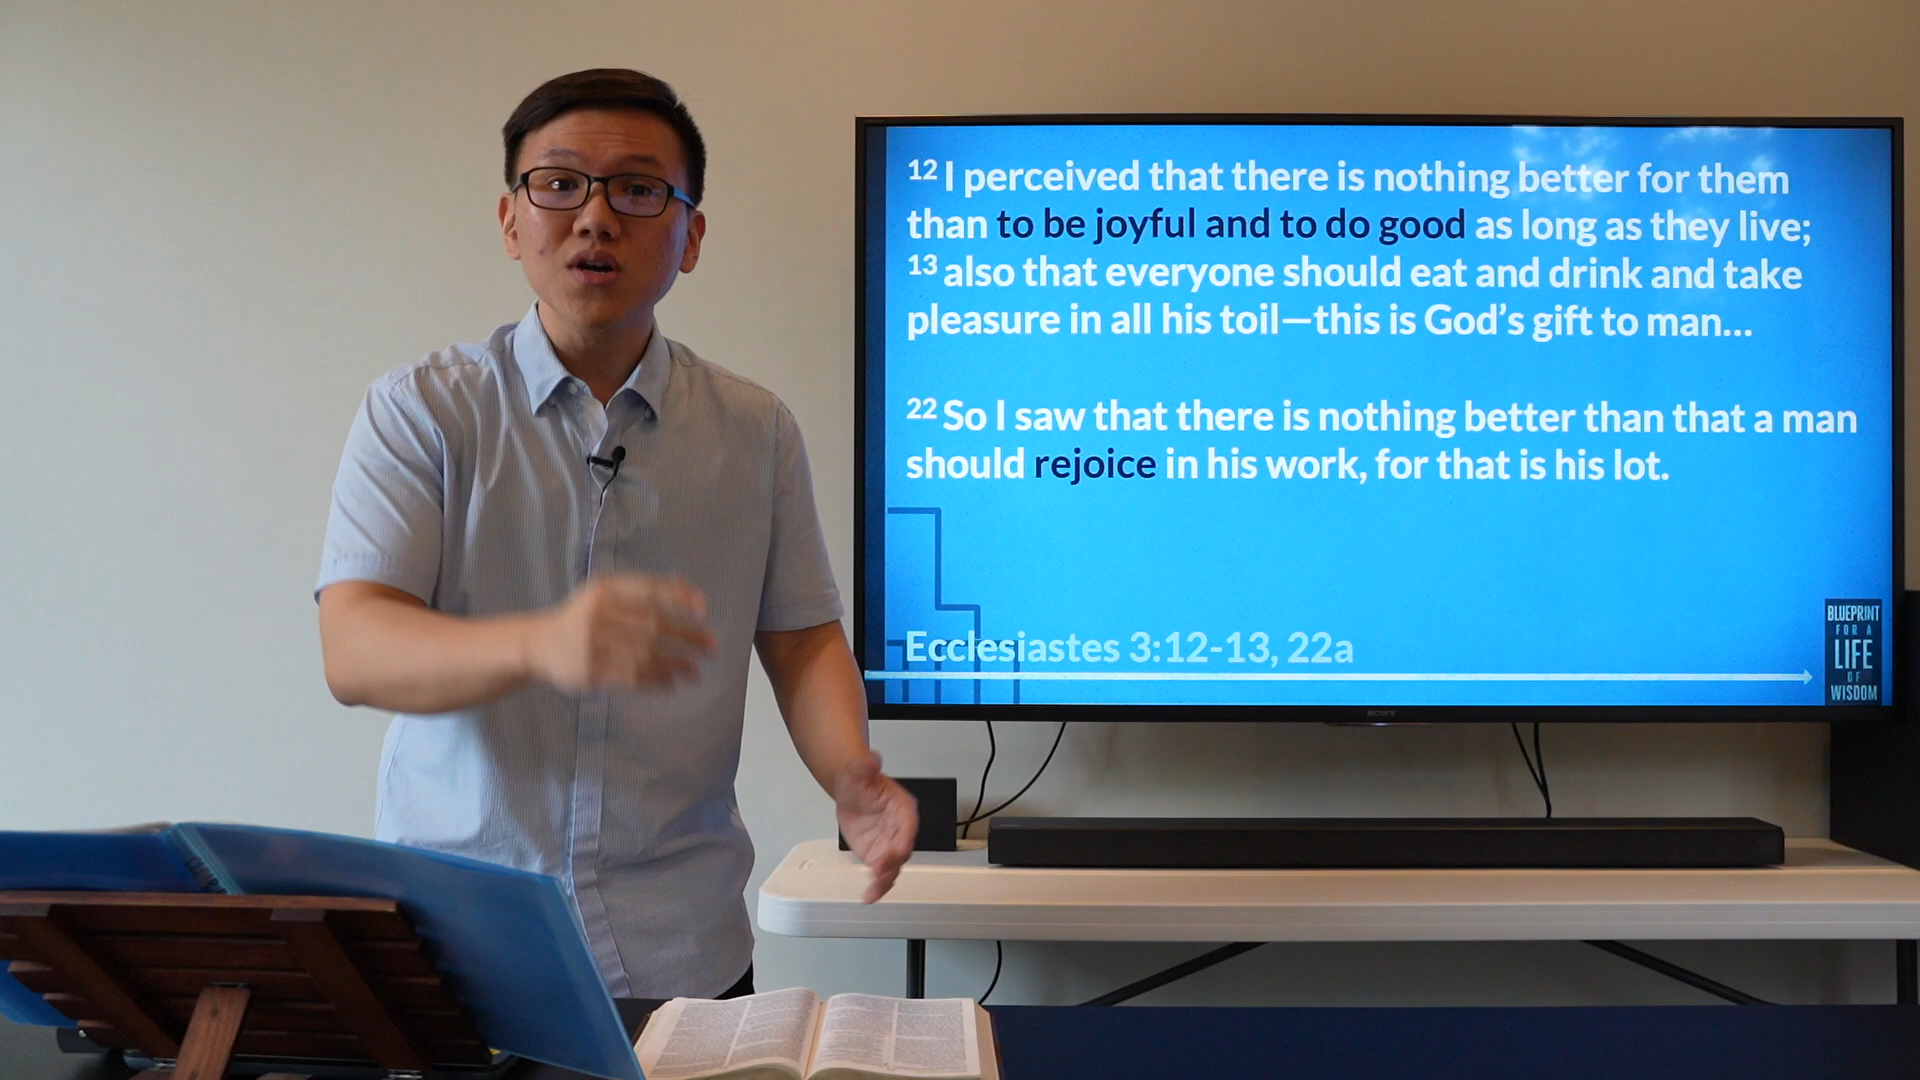 12 I perceived that there is nothing better for them
than to be joyful and to do good as long as they live;
13 also that everyone should eat and drink and take
pleasure in all his toil—this is God’s gift to man...
22 So I saw that there is nothing better than that a man
should rejoice in his work, for that is his lot.
Ecclesiastes 3:12-13, 22a
BLUEPRINT
FOR A
LIFE
OF
WISDOM
SONY